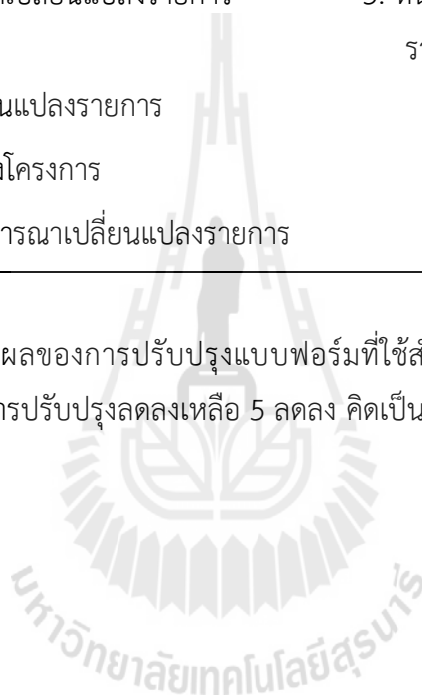 เปลี่ยนแปลงรายการ
นแปลงรายการ
โครงการ
ารณาเปลี่ยนแปลงรายการ
ผลของการปรับปรุงแบบฟอร์มที่ใช้
ารปรับปรุงลดลงเหลือ 5 ลดลง คิดเป็น
มหาวิทยาลัยเทคโนโลยีสุรนารี